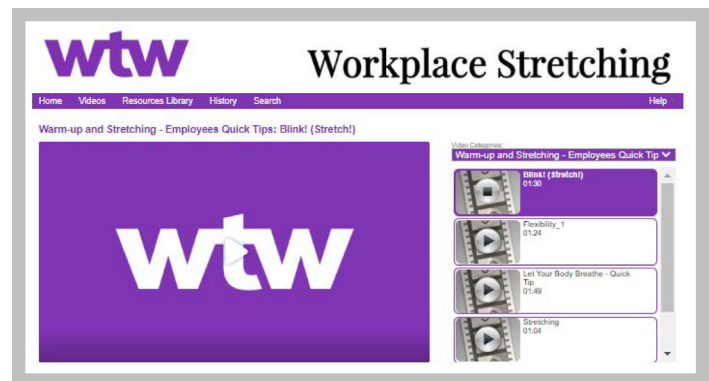 wtw
Workplace Stretching
Home Videos Resources Library History Search Help
Warm-up and Stretching - Employees Quick Tips: Blink! (Stretch!)
Video Categories:
Warm-up and Stretching - Employees Quick Tip
wtw
Blink! (Stretch!)
01:30
Flexibility_1
01:24
Let Your Body Breathe - Quick
Tip
01:49
Stretching
01:04